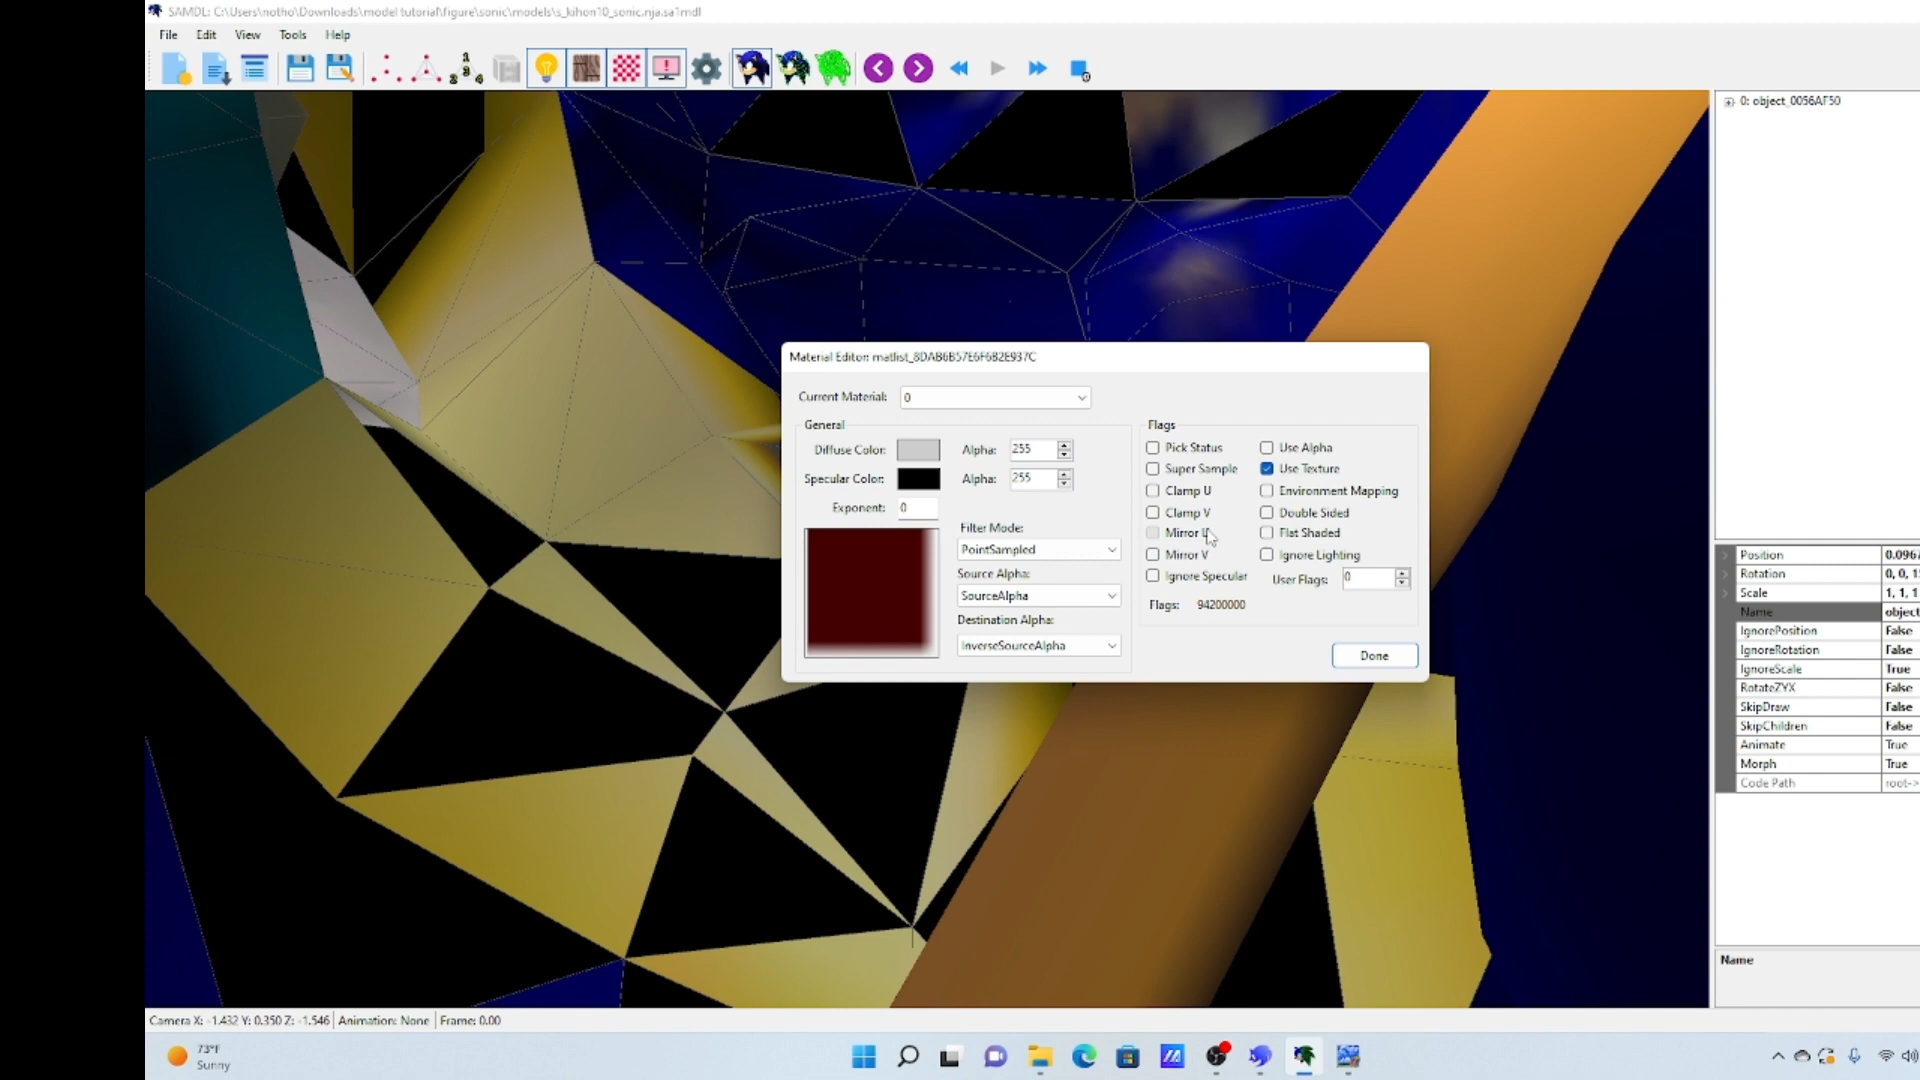 SAMDL: C:\Users\notho\Downloads\model tutorial\figure\sonic\models\s_kihon10_sonic.nja.sa1mdl
File Edit View Tools Help
0: object_0056AF50
Material Editor: matlist_8DAB6B57E6F6B2E937C
Current Material: 0
General
Diffuse Color: Alpha: 255
Specular Color: Alpha: 255
Exponent: 0
Filter Mode:
PointSampled
Source Alpha:
SourceAlpha
Destination Alpha:
InverseSourceAlpha
Flags
Pick Status Use Alpha
Super Sample Use Texture
Clamp U Environment Mapping
Clamp V Double Sided
Mirror Flat Shaded
Mirror V Ignore Lighting
Ignore Specular User Flags: 0
Flags: 94200000
Done
Position 0.096
Rotation 0, 0, 1
Scale 1, 1, 1
Name object
IgnorePosition False
IgnoreRotation False
IgnoreScale True
RotateZYX False
SkipDraw False
SkipChildren False
Animate True
Morph True
Code Path root->
Name
Camera X: -1.432 Y: 0.350 Z: -1.546 Animation: None Frame: 0.00
73°F
Sunny